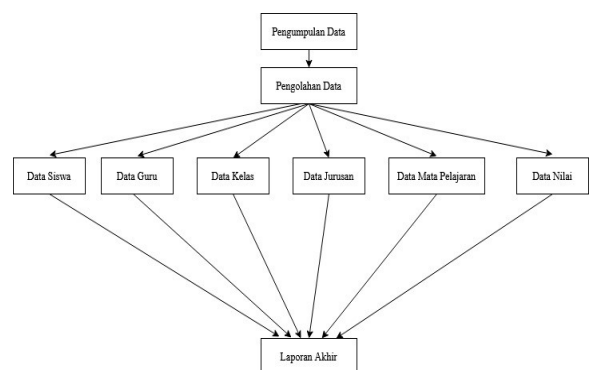 Pengumpulan Data
Pengolahan Data
Data Siswa
Data Guru
Data Kelas
Data Jurusan
Data Mata Pelajaran
Data Nilai
Laporan Akhir